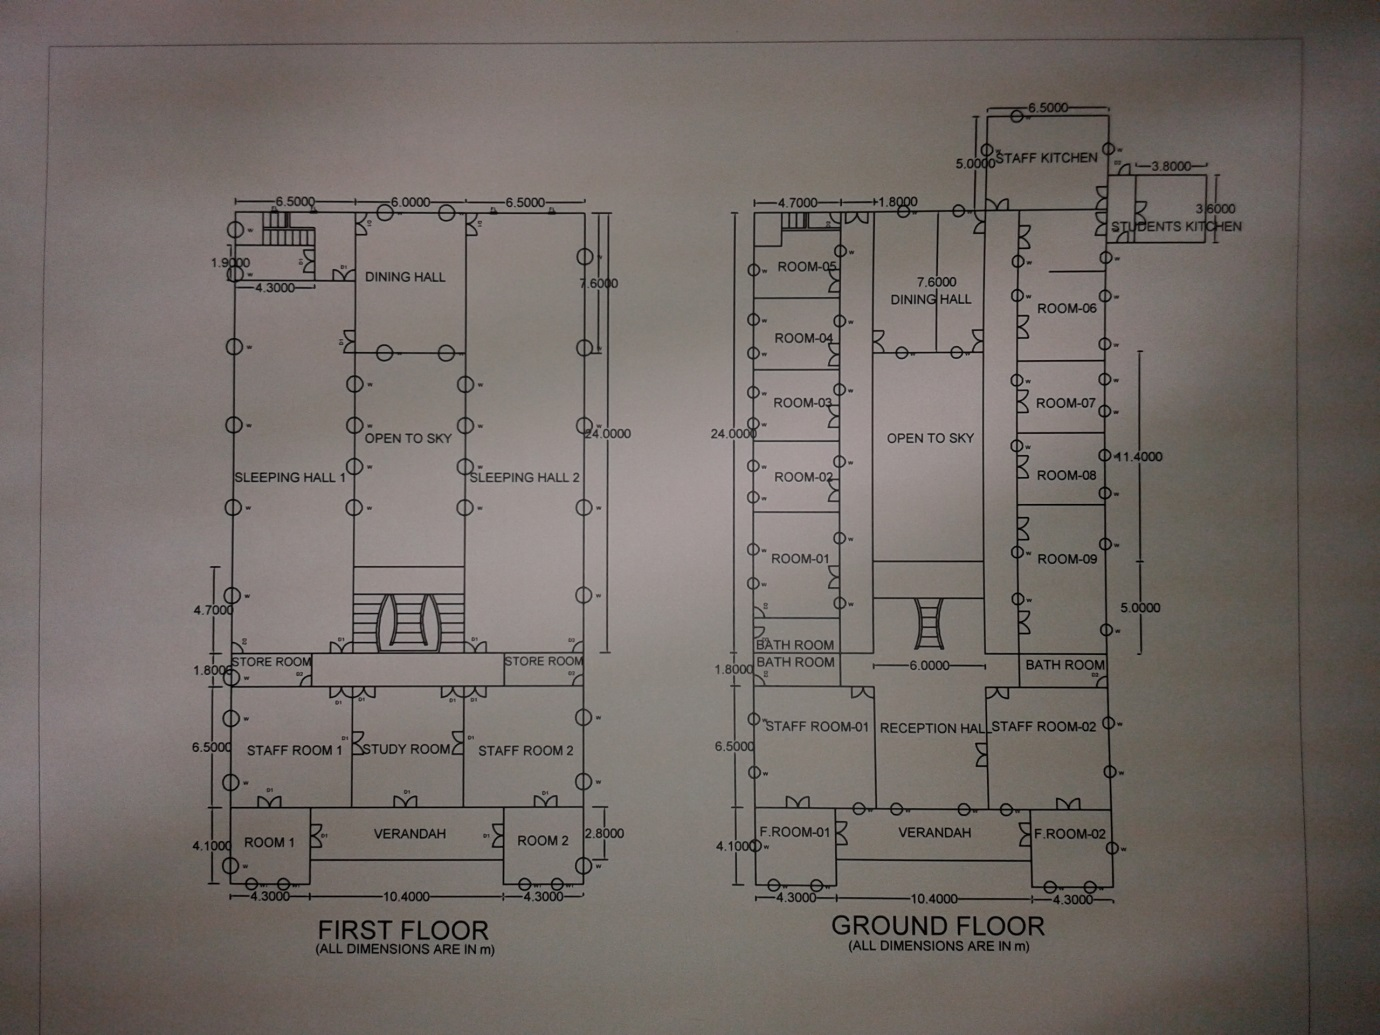 6.5000 6.0000 6.5000
1.9000
4.3000
DINING HALL
7.6000
OPEN TO SKY
24.0000
SLEEPING HALL 1
SLEEPING HALL 2
4.7000
STORE ROOM
STORE ROOM
1.8000
6.5000
STAFF ROOM 1
STUDY ROOM
STAFF ROOM 2
4.1000
ROOM 1
VERANDAH
ROOM 2
2.8000
4.3000 10.4000 4.3000
FIRST FLOOR
(ALL DIMENSIONS ARE IN m)
6.5000
5.0000
STAFF KITCHEN
3.8000
3.6000
STUDENTS KITCHEN
4.7000 1.8000
ROOM-05
7.6000
DINING HALL
ROOM-06
ROOM-04
ROOM-03
ROOM-07
24.0000
OPEN TO SKY
11.4000
ROOM-02
ROOM-08
ROOM-01
ROOM-09
5.0000
BATH ROOM
BATH ROOM
6.0000
BATH ROOM
1.8000
STAFF ROOM-01
RECEPTION HALL
STAFF ROOM-02
6.5000
4.1000
F.ROOM-01
VERANDAH
F.ROOM-02
4.3000 10.4000 4.3000
GROUND FLOOR
(ALL DIMENSIONS ARE IN m)